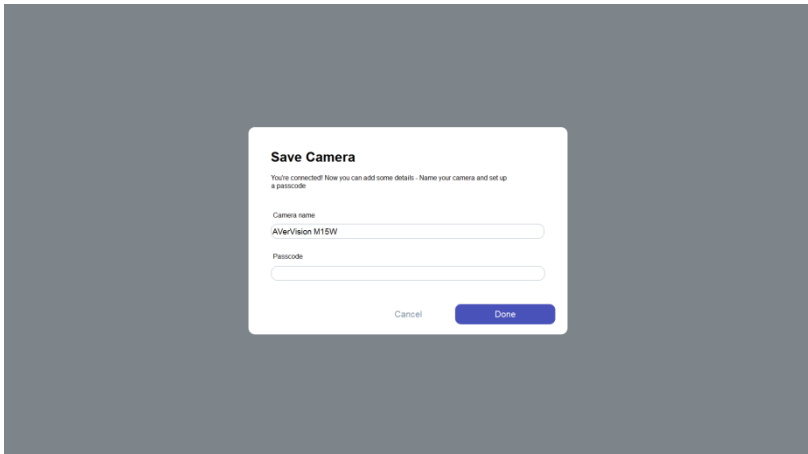 Save Camera
You're connected! Now you can add some details - Name your camera and set up
a passcode
Camera name
AVerVision M15W
Passcode
Cancel
Done